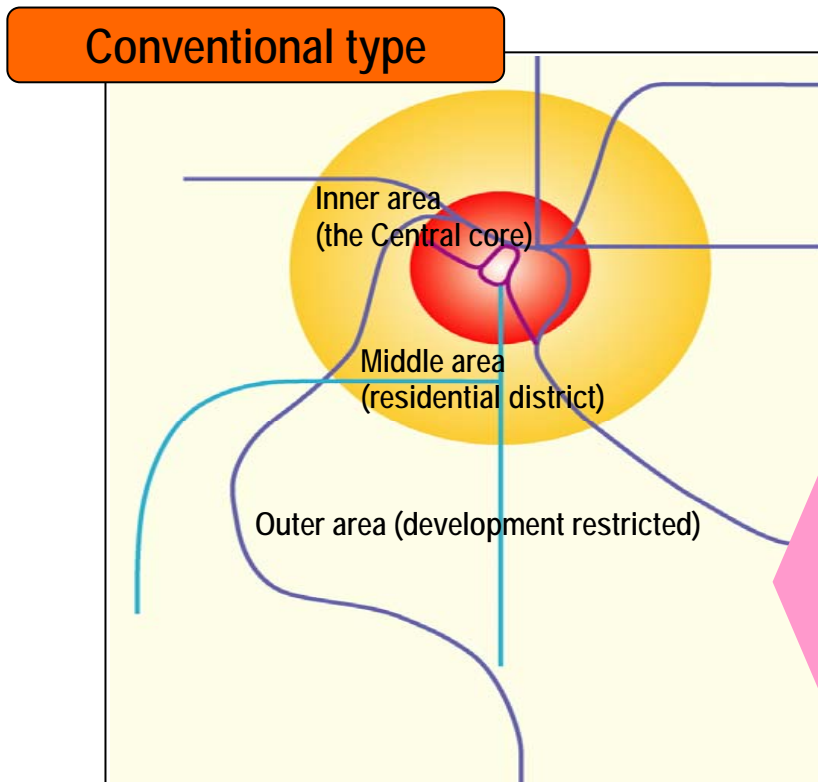 Conventional type
Inner area
(the Central core)
Middle area
(residential district)
Outer area (development restricted)